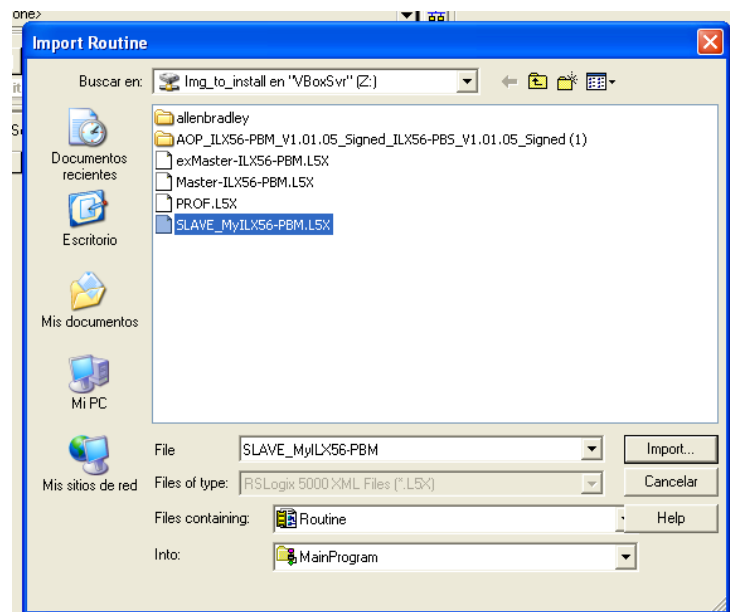 one>
Import Routine
Buscar en: Img_to_install en "VBoxSvr" (Z:)
allenbradley
AOP_ILX56-PBM_V1.01.05_Signed_ILX56-PBS_V1.01.05_Signed (1)
exMaster-ILX56-PBM.L5X
Master-ILX56-PBM.L5X
PROF.L5X
SLAVE_MyILX56-PBM.L5X
Documentos
recientes
Escritorio
Mis documentos
Mi PC
Mis sitios de red
File SLAVE_MyILX56-PBM Import...
Files of type: RSLogix 5000 XML Files (*.L5X) Cancelar
Files containing: Routine Help
Into: MainProgram